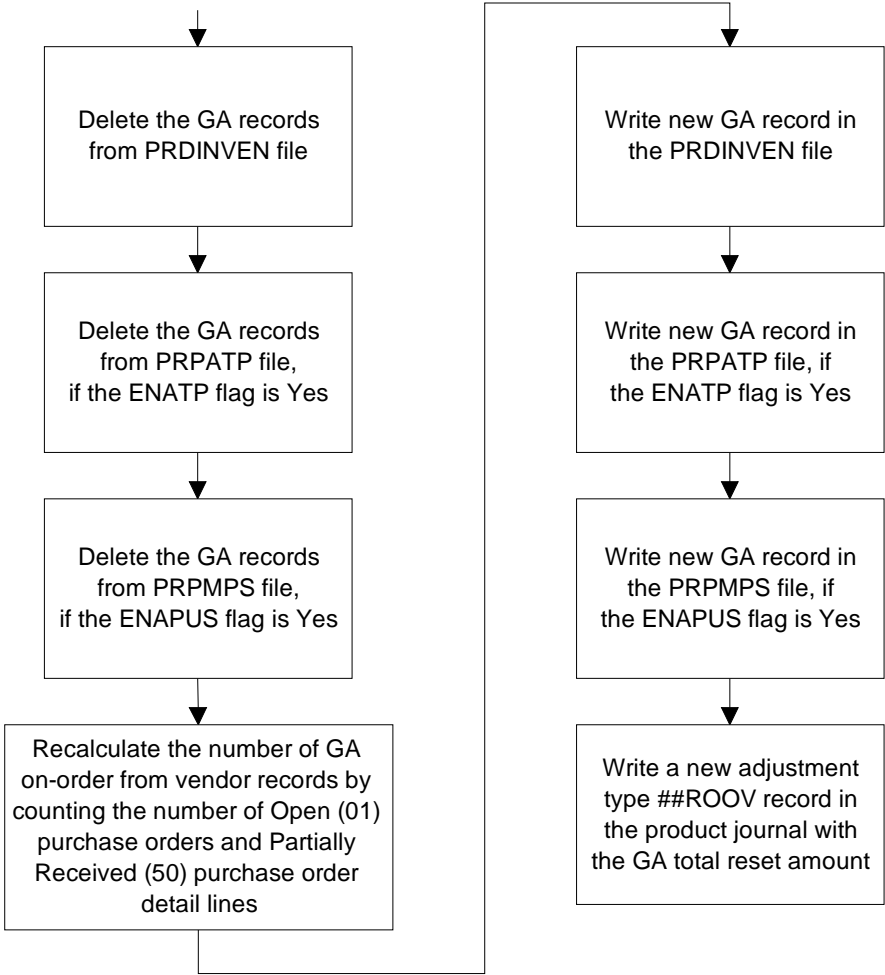 Delete the GA records
from PRDINVEN file
Delete the GA records
from PRPATP file,
if the ENATP flag is Yes
Delete the GA records
from PRPMPS file,
if the ENAPUS flag is Yes
Recalculate the number of GA
on-order from vendor records by
counting the number of Open (01)
purchase orders and Partially
Received (50) purchase order
detail lines
Write new GA record in
the PRDINVEN file
Write new GA record in
the PRPATP file, if
the ENATP flag is Yes
Write new GA record in
the PRPMPS file, if
the ENAPUS flag is Yes
Write a new adjustment
type ##ROOV record in
the product journal with
the GA total reset amount